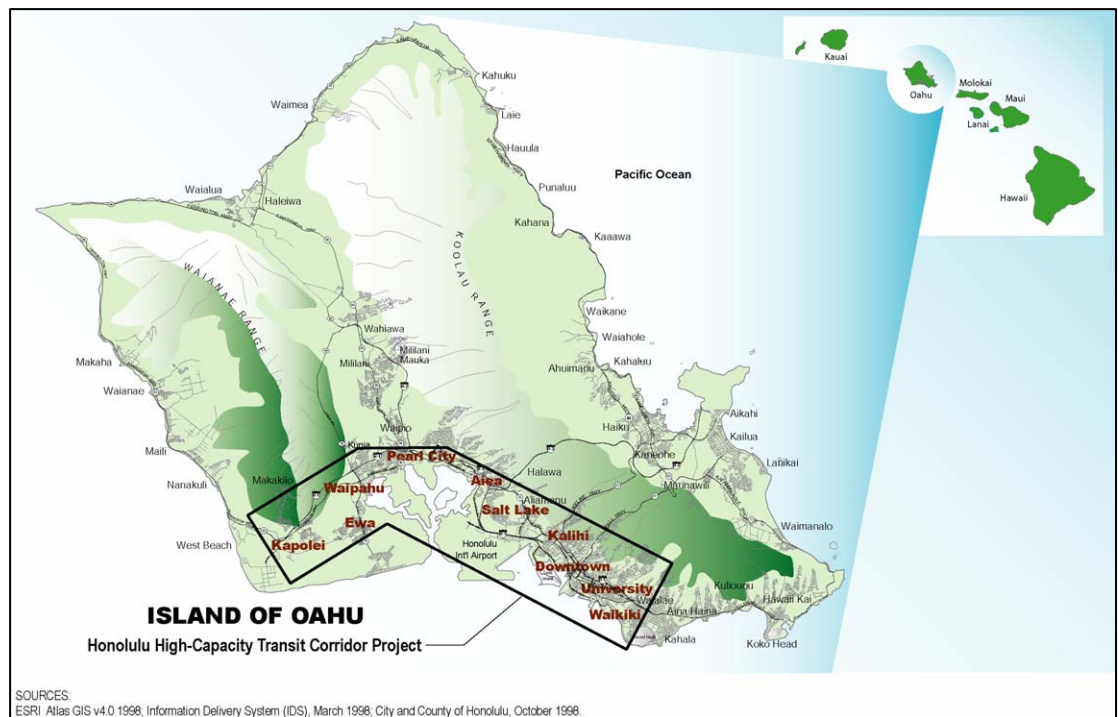 Kauai
Oahu
Molokai
Lanai
Maui
Hawaii
Pacific Ocean
Kahuku
Waimea
Laie
Hauula
Punaluu
Waialua
Haleiwa
Kahana
Kaaawa
KOOLAU RANGE
WAIANAE RANGE
Waikane
Waiahole
Wahiawa
Mililani
Mauka
Mililani
Makaha
Waianae
Ahuimanu
Kahaluu
Aikahi
Haiku
Kailua
Waipio
Kunia
Kaneohe
Maili
Pearl City
Lanikai
Nanakuli
Makakilo
Waipahu
Aiea
Halawa
Maunawili
Aliamanu
Salt Lake
Ewa
Waimanalo
West Beach
Kapolei
Honolulu
Int'l Airport
Kalihi
Downtown
University
Kuliouou
Waialae
Hawaii Kai
Waikiki
Aina Haina
Kahala
Koko Head
ISLAND OF OAHU
Honolulu High-Capacity Transit Corridor Project
SOURCES:
ESRI Atlas GIS v4.0 1998; Information Delivery System (IDS), March 1998; City and County of Honolulu, October 1998.